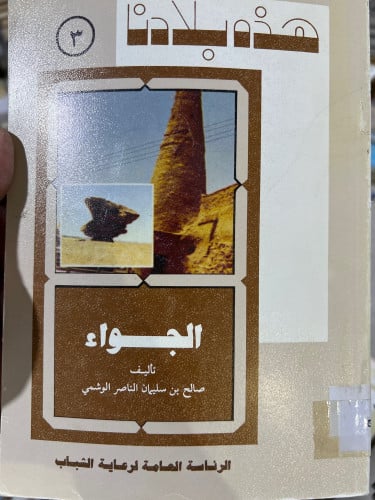 هذه بلادنا
٣
الجواء
تأليف
صالح بن سليمان الناصر الوشمي
الرئاسة العامة لرعاية الشباب